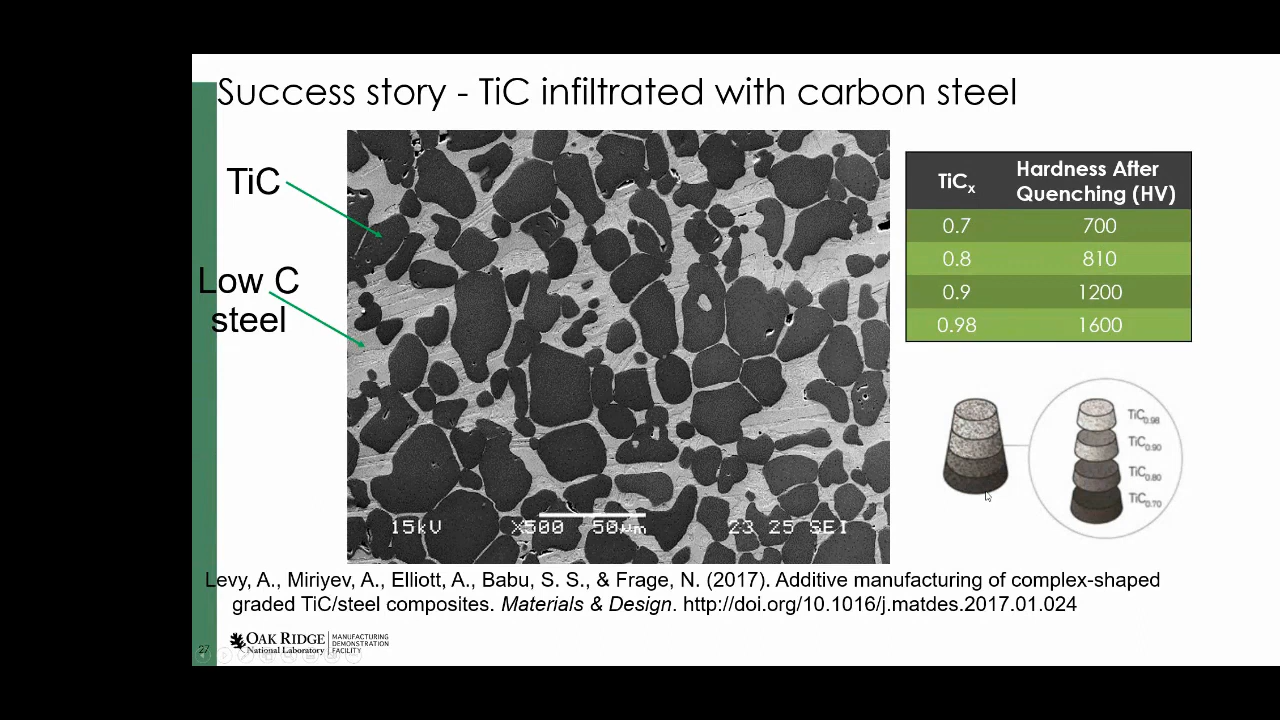 Success story - TiC infiltrated with carbon steel
TiC
Low C
steel
TiCx
Hardness After
Quenching (HV)
0.7 700
0.8 810
0.9 1200
0.98 1600
TiC0.98
TiC0.90
TiC0.80
TiC0.70
15kV X500 50µm 23 25 SEI
Levy, A., Miriyev, A., Elliott, A., Babu, S. S., & Frage, N. (2017). Additive manufacturing of complex-shaped
graded TiC/steel composites. Materials & Design. http://doi.org/10.1016/j.matdes.2017.01.024
27
OAK RIDGE
National Laboratory
MANUFACTURING
DEMONSTRATION
FACILITY